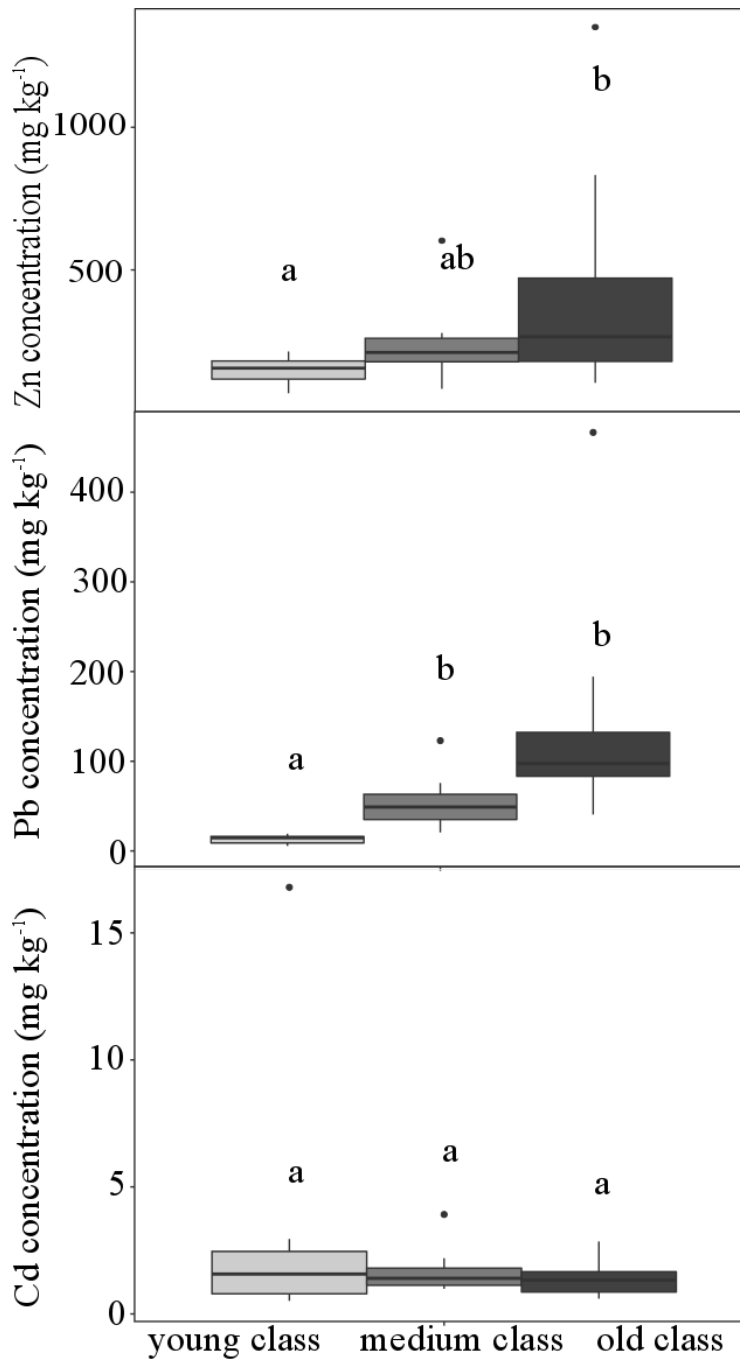 Zn concentration (mg kg⁻¹)
1000
500
a
ab
b
Pb concentration (mg kg⁻¹)
400
300
200
100
0
a
b
b
Cd concentration (mg kg⁻¹)
15
10
5
0
a
a
a
young class medium class old class